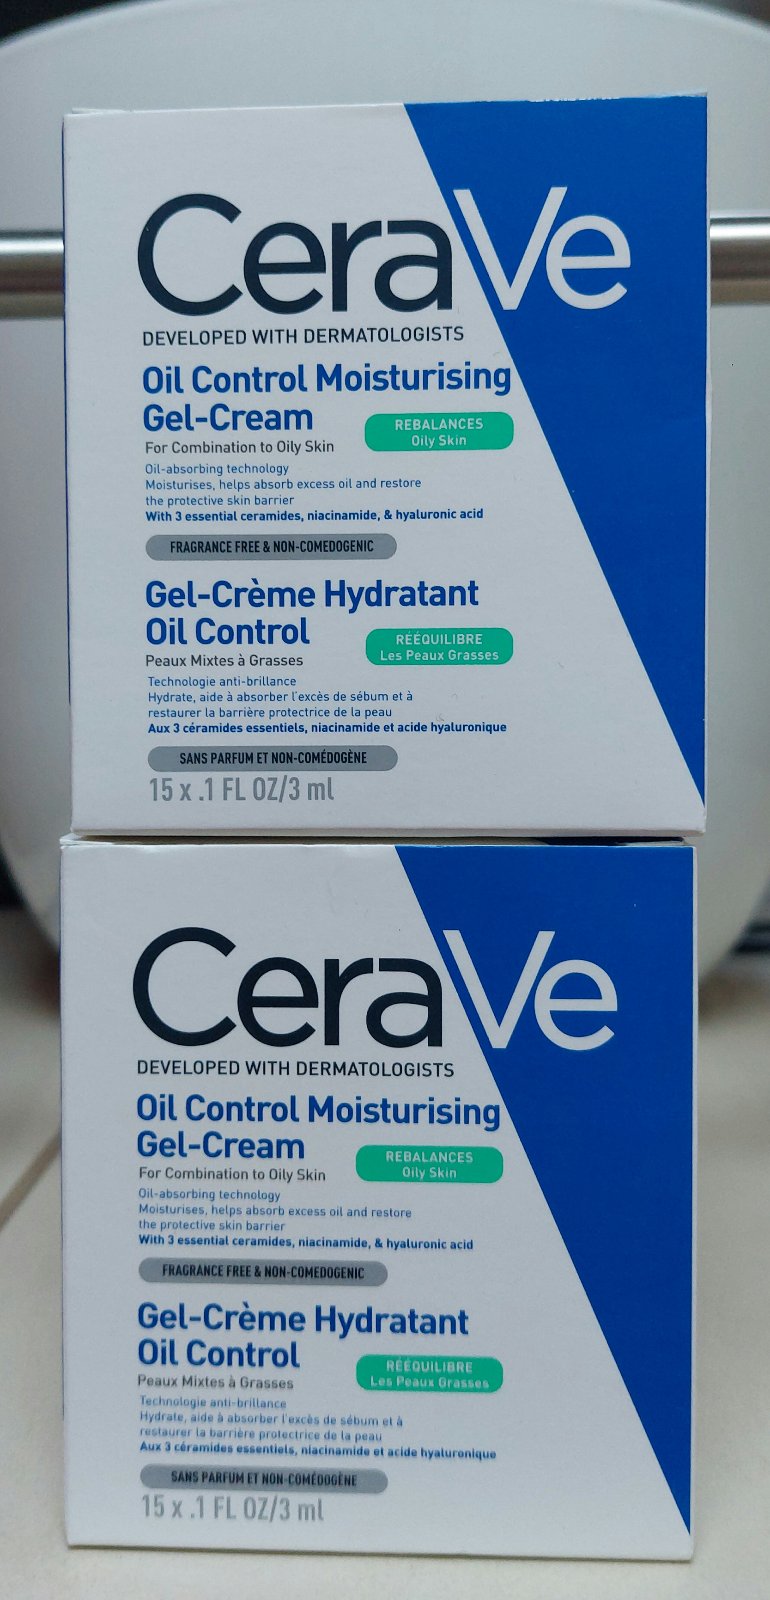 CeraVe
DEVELOPED WITH DERMATOLOGISTS
Oil Control Moisturising
Gel-Cream
REBALANCES
Oily Skin
For Combination to Oily Skin
Oil-absorbing technology
Moisturises, helps absorb excess oil and restore
the protective skin barrier
With 3 essential ceramides, niacinamide, & hyaluronic acid
FRAGRANCE FREE & NON-COMEDOGENIC
Gel-Crème Hydratant
Oil Control
RÉÉQUILIBRE
Les Peaux Grasses
Peaux Mixtes à Grasses
Technologie anti-brillance
Hydrate, aide à absorber l'excès de sébum et à
restaurer la barrière protectrice de la peau
Aux 3 céramides essentiels, niacinamide et acide hyaluronique
SANS PARFUM ET NON-COMÉDOGÈNE
15 x .1 FL OZ/3 ml
CeraVe
DEVELOPED WITH DERMATOLOGISTS
Oil Control Moisturising
Gel-Cream
REBALANCES
Oily Skin
For Combination to Oily Skin
Oil-absorbing technology
Moisturises, helps absorb excess oil and restore
the protective skin barrier
With 3 essential ceramides, niacinamide, & hyaluronic acid
FRAGRANCE FREE & NON-COMEDOGENIC
Gel-Crème Hydratant
Oil Control
RÉÉQUILIBRE
Les Peaux Grasses
Peaux Mixtes à Grasses
Technologie anti-brillance
Hydrate, aide à absorber l'excès de sébum et à
restaurer la barrière protectrice de la peau
Aux 3 céramides essentiels, niacinamide et acide hyaluronique
SANS PARFUM ET NON-COMÉDOGÈNE
15 x .1 FL OZ/3 ml